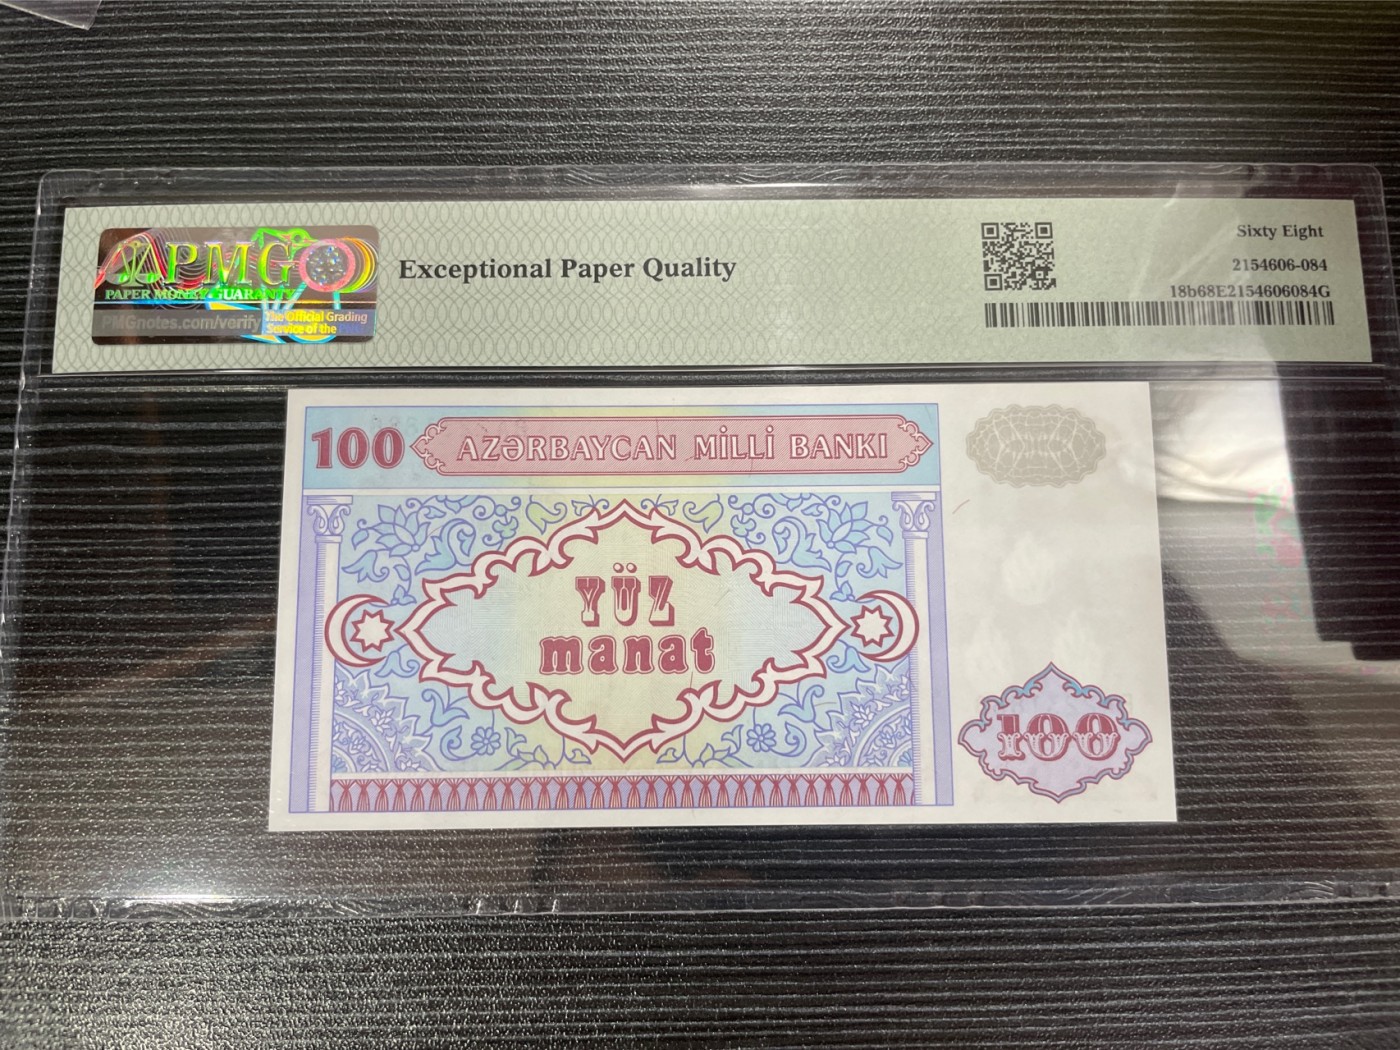 PMG
PAPER MONEY GUARANTY
PMGnotes.com/verify
The Official Grading
Service of the
Exceptional Paper Quality
Sixty Eight
2154606-084
18b68E2154606084G
100
AZƏRBAYCAN MİLLİ BANKI
YÜZ
manat
100